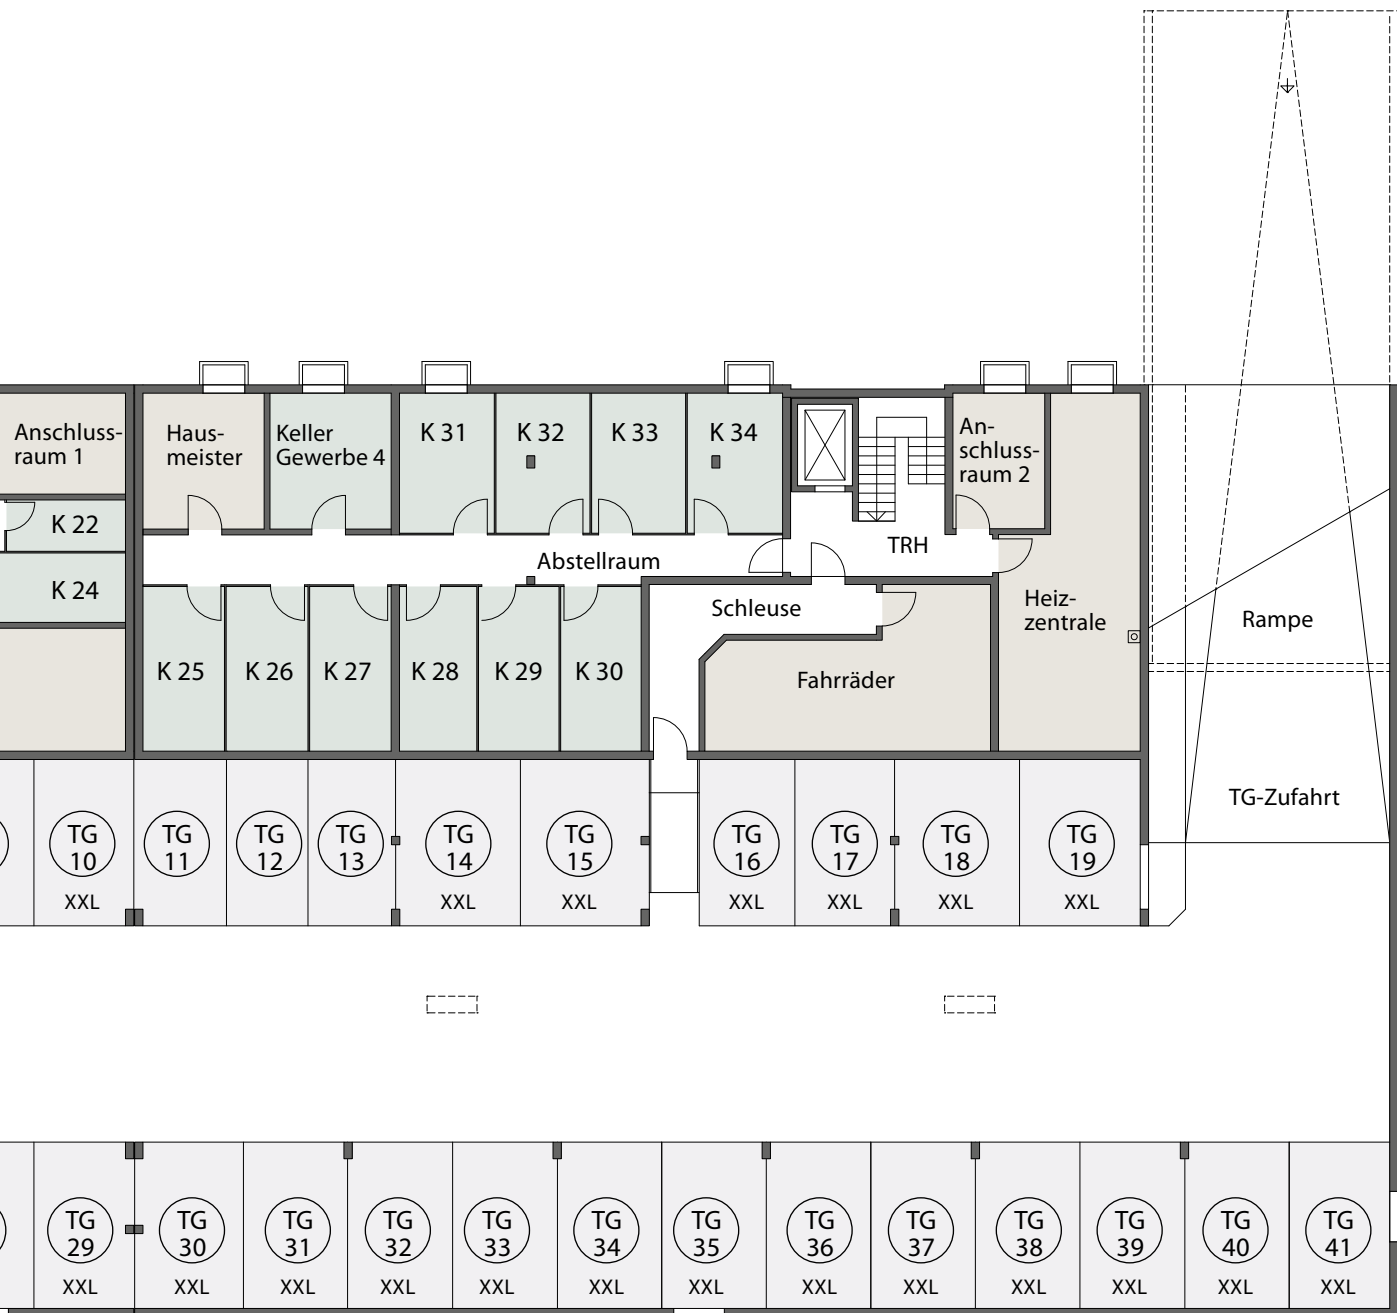 Anschluss-
raum 1
Haus-
meister
Keller
Gewerbe 4
K 31
K 32
K 33
K 34
An-
schluss-
raum 2
K 22
K 24
Abstellraum
TRH
Schleuse
Heiz-
zentrale
Rampe
K 25
K 26
K 27
K 28
K 29
K 30
Fahrräder
TG-Zufahrt
TG
10
XXL
TG
11
TG
12
TG
13
TG
14
XXL
TG
15
XXL
TG
16
XXL
TG
17
XXL
TG
18
XXL
TG
19
XXL
TG
29
XXL
TG
30
XXL
TG
31
XXL
TG
32
XXL
TG
33
XXL
TG
34
XXL
TG
35
XXL
TG
36
XXL
TG
37
XXL
TG
38
XXL
TG
39
XXL
TG
40
XXL
TG
41
XXL